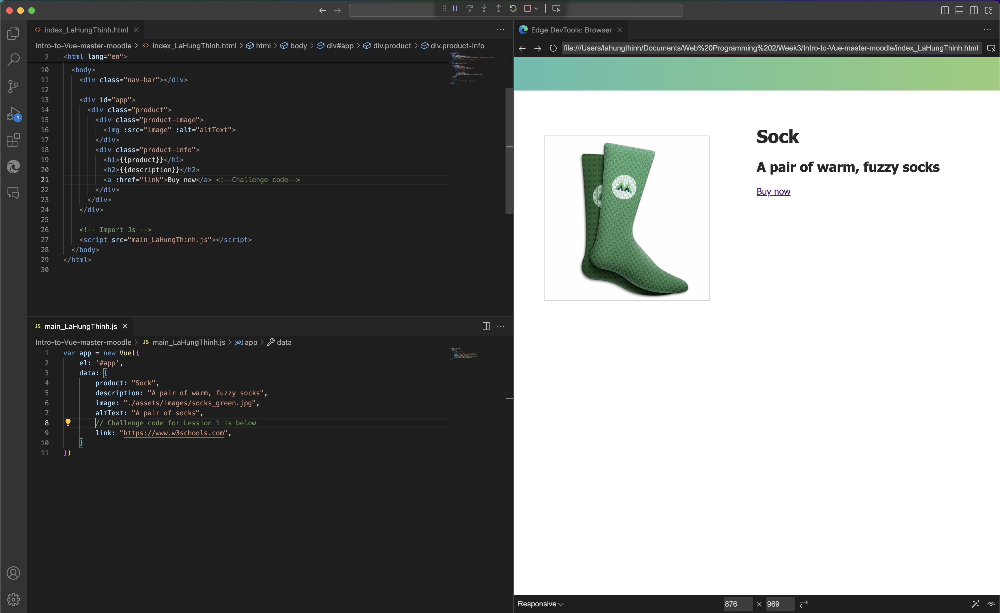 index_LaHungThinh.html
Intro-to-Vue-master-moodle > index_LaHungThinh.html > html > body > div#app > div.product > div.product-info
2 <html lang="en">
10 <body>
11 <div class="nav-bar"></div>
12
13 <div id="app">
14 <div class="product">
15 <div class="product-image">
16 <img :src="image" :alt="altText">
17 </div>
18 <div class="product-info">
19 <h1>{{product}}</h1>
20 <h2>{{description}}</h2>
21 <a :href="link">Buy now</a> <!--Challenge code-->
22 </div>
23 </div>
24 </div>
25
26 <!-- Import Js -->
27 <script src="main_LaHungThinh.js"></script>
28 </body>
29 </html>
30
1
JS main_LaHungThinh.js
Intro-to-Vue-master-moodle > JS main_LaHungThinh.js > app > data
1 var app = new Vue({
2 el: '#app',
3 data: {
4 product: "Sock",
5 description: "A pair of warm, fuzzy socks",
6 image: "./assets/images/socks_green.jpg",
7 altText: "A pair of socks",
8 // Challenge code for Lession 1 is below
9 link: "https://www.w3schools.com",
10 }
11 })
Edge DevTools: Browser
file:///Users/lahungthinh/Documents/Web%20Programming%202/Week3/Intro-to-Vue-master-moodle/index_LaHungThinh.html
Sock
A pair of warm, fuzzy socks
Buy now
Responsive
876 × 969